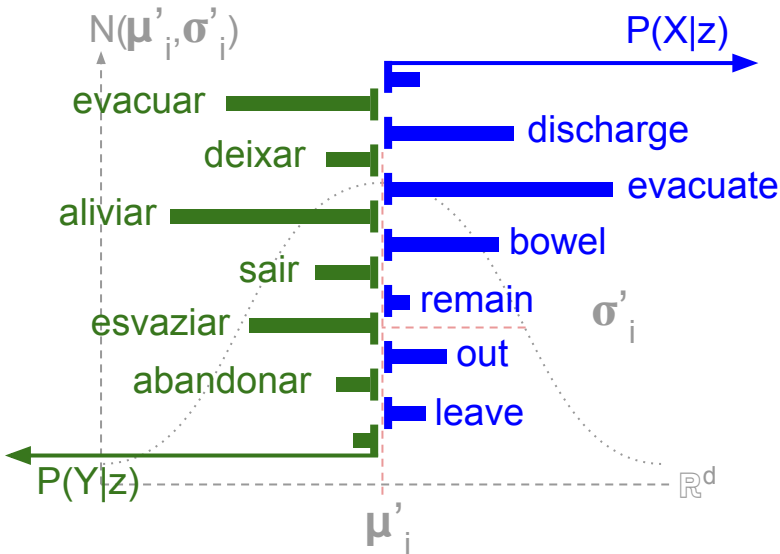 N(μ'i,σ'i)
P(X|z)
evacuar
discharge
deixar
evacuate
aliviar
bowel
sair
remain
σ'i
esvaziar
out
abandonar
leave
P(Y|z)
ℝd
μ'i